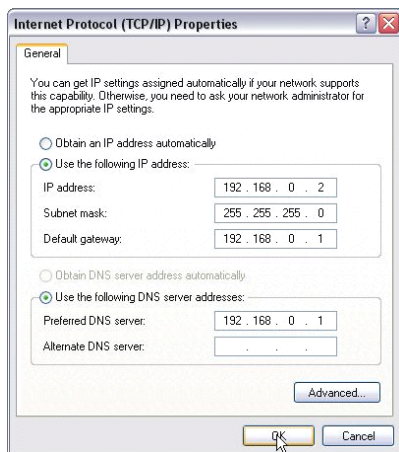 Internet Protocol (TCP/IP) Properties
General
You can get IP settings assigned automatically if your network supports
this capability. Otherwise, you need to ask your network administrator for
the appropriate IP settings.
Obtain an IP address automatically
Use the following IP address:
IP address: 192 . 168 . 0 . 2
Subnet mask: 255 . 255 . 255 . 0
Default gateway: 192 . 168 . 0 . 1
Obtain DNS server address automatically
Use the following DNS server addresses:
Preferred DNS server: 192 . 168 . 0 . 1
Alternate DNS server: . . .
Advanced...
OK Cancel